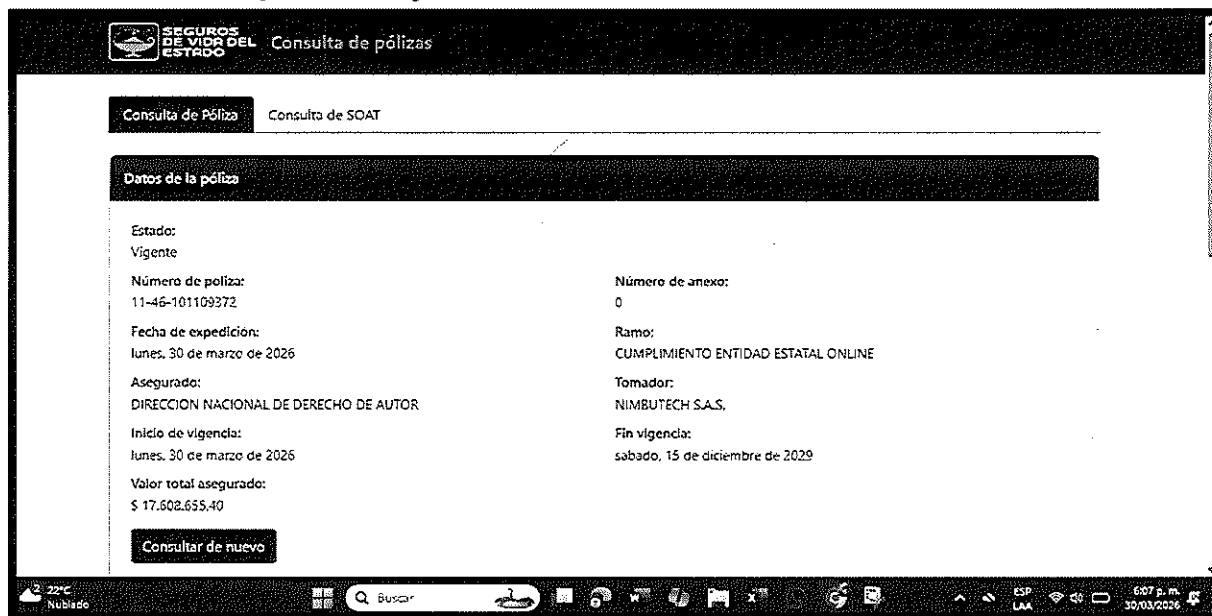 SEGUROS
DE VIDA DEL
ESTADO
Consulta de pólizas
Consulta de Póliza
Consulta de SOAT
Datos de la póliza
Estado:
Vigente
Número de poliza:
11-46-101109372
Número de anexo:
0
Fecha de expedición:
lunes, 30 de marzo de 2026
Ramo:
CUMPLIMIENTO ENTIDAD ESTATAL ONLINE
Asegurado:
DIRECCION NACIONAL DE DERECHO DE AUTOR
Tomador:
NIMBUTECH S.A.S.
Inicio de vigencia:
lunes, 30 de marzo de 2026
Fin vigencia:
sabado, 15 de diciembre de 2029
Valor total asegurado:
$ 17.602.655,40
Consultar de nuevo
22°C
Nublado
Buscar
ESP
LAA
6:07 p. m.
30/03/2026